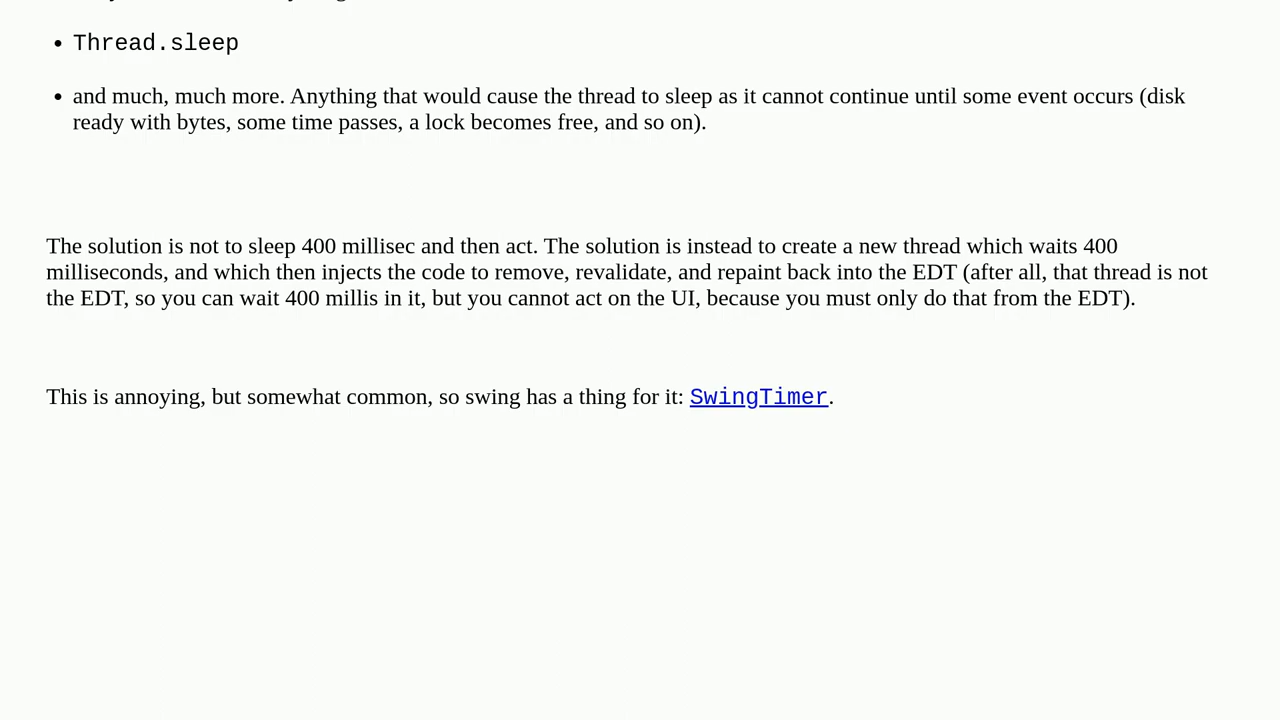 • Thread.sleep
• and much, much more. Anything that would cause the thread to sleep as it cannot continue until some event occurs (disk
ready with bytes, some time passes, a lock becomes free, and so on).
The solution is not to sleep 400 millisec and then act. The solution is instead to create a new thread which waits 400
milliseconds, and which then injects the code to remove, revalidate, and repaint back into the EDT (after all, that thread is not
the EDT, so you can wait 400 millis in it, but you cannot act on the UI, because you must only do that from the EDT).
This is annoying, but somewhat common, so swing has a thing for it: SwingTimer.